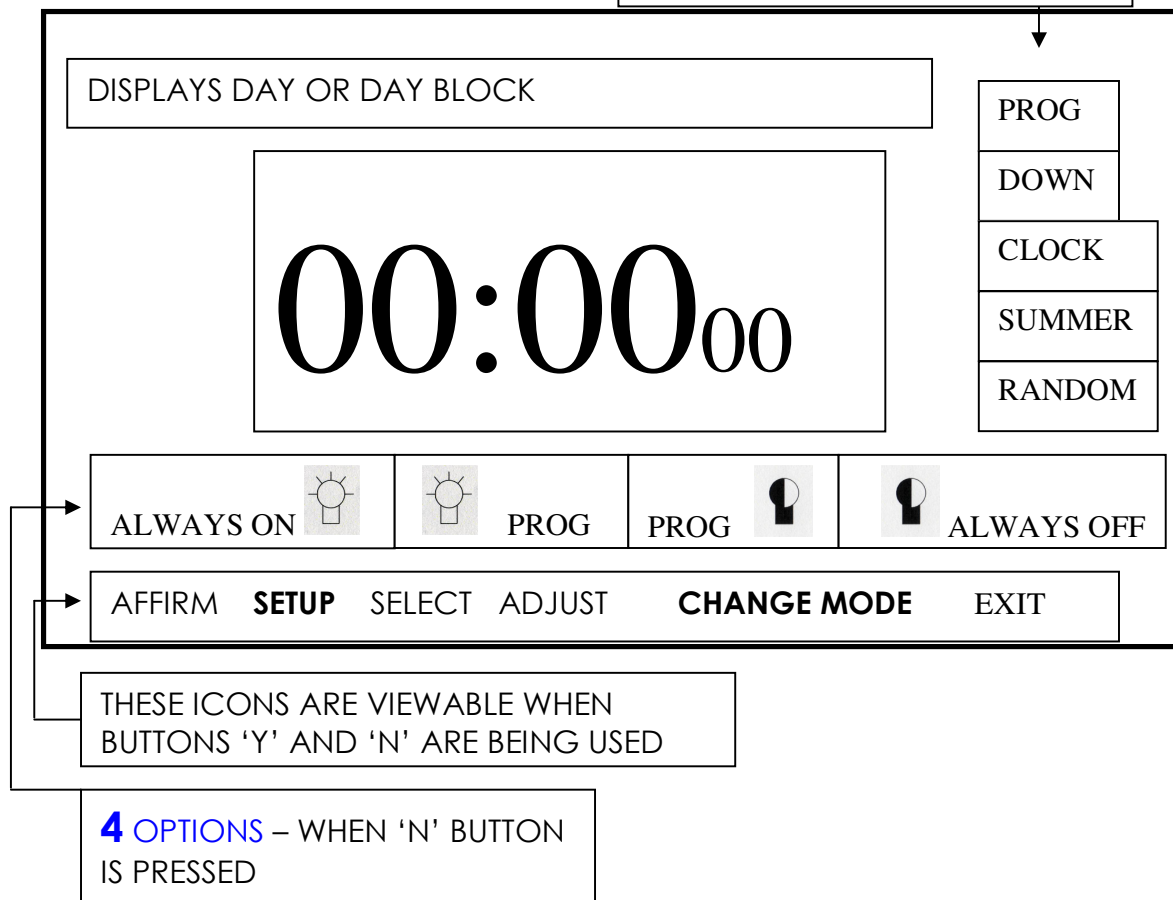 DISPLAYS DAY OR DAY BLOCK
PROG
DOWN
CLOCK
SUMMER
RANDOM
00:00 00
ALWAYS ON
PROG
PROG
ALWAYS OFF
AFFIRM SETUP SELECT ADJUST CHANGE MODE EXIT
THESE ICONS ARE VIEWABLE WHEN
BUTTONS ‘Y’ AND ‘N’ ARE BEING USED
4 OPTIONS – WHEN ‘N’ BUTTON
IS PRESSED